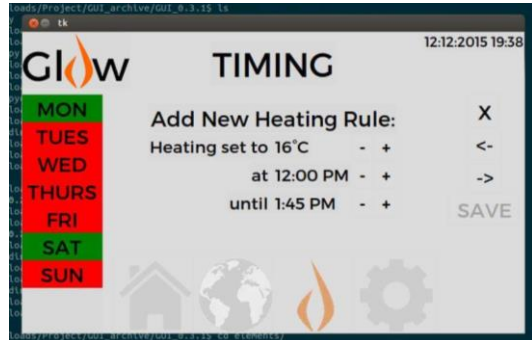 loads/Project/GUI_archive/GUI_0.3.1$ ls
tk
12:12:2015 19:38
Glow
TIMING
MON
TUES
WED
THURS
FRI
SAT
SUN
Add New Heating Rule:
Heating set to 16°C - +
at 12:00 PM - +
until 1:45 PM - +
X
<-
->
SAVE
loads/Project/GUI_archive/GUI_0.3.1$ cd elements/